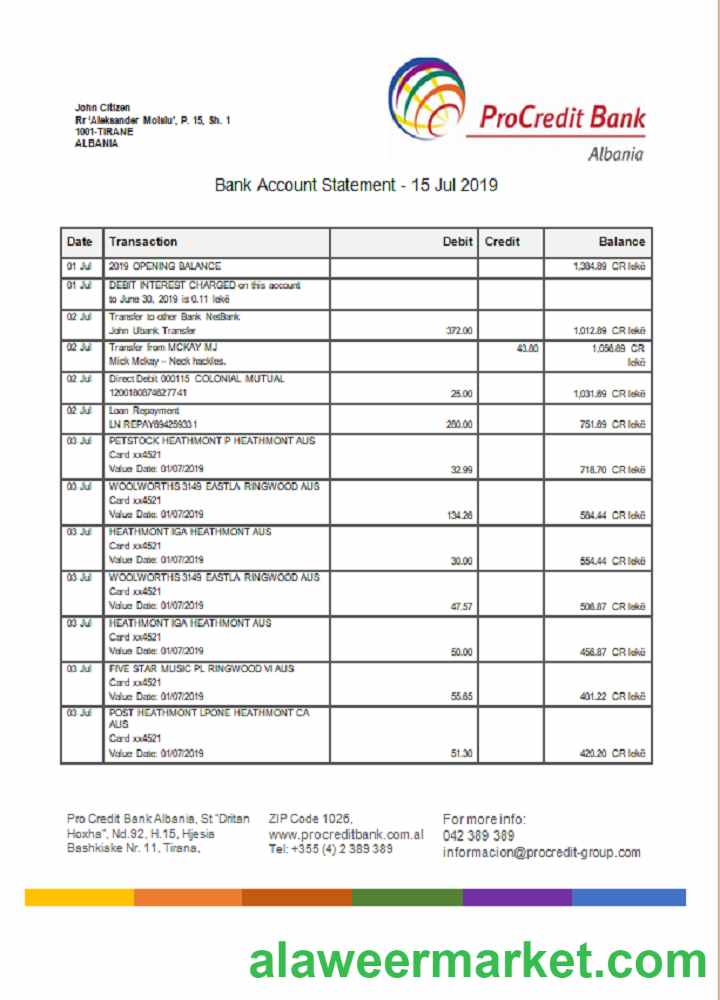 John Citizen
Rr 'Aleksander Moisiu', P. 15, Sh. 1
1001-TIRANE
ALBANIA
ProCredit Bank
Albania
Bank Account Statement - 15 Jul 2019
Date Transaction Debit Credit Balance
01 Jul 2019 OPENING BALANCE 1,384.89 CR lekë
01 Jul DEBIT INTEREST CHARGED on this account
to June 30, 2019 is 0.11 lekë
02 Jul Transfer to other Bank NetBank
John Ubank Transfer 372.00 1,012.89 CR lekë
02 Jul Transfer from MCKAY MJ 43.80 1,056.69 CR
Mick Mckay – Neck hackles. lekë
02 Jul Direct Debit 000115 COLONIAL MUTUAL
120018087482774​1 25.00 1,031.69 CR lekë
02 Jul Loan Repayment
LN REPAY694259331 280.00 751.69 CR lekë
03 Jul PETSTOCK HEATHMONT P HEATHMONT AUS
Card xx4521
Value Date: 01/07/2019 32.99 718.70 CR lekë
03 Jul WOOLWORTHS 3149 EASTLA RINGWOOD AUS
Card xx4521
Value Date: 01/07/2019 134.26 584.44 CR lekë
03 Jul HEATHMONT IGA HEATHMONT AUS
Card xx4521
Value Date: 01/07/2019 30.00 554.44 CR lekë
03 Jul WOOLWORTHS 3149 EASTLA RINGWOOD AUS
Card xx4521
Value Date: 01/07/2019 47.57 506.87 CR lekë
03 Jul HEATHMONT IGA HEATHMONT AUS
Card xx4521
Value Date: 01/07/2019 50.00 456.87 CR lekë
03 Jul FIVE STAR MUSIC PL RINGWOOD VI AUS
Card xx4521
Value Date: 01/07/2019 55.65 401.22 CR lekë
03 Jul POST HEATHMONT LPONE HEATHMONT CA
AUS
Card xx4521
Value Date: 01/07/2019 51.30 420.20 CR lekë
Pro Credit Bank Albania, St "Dritan
Hoxha", Nd.92, H.15, Hjesia
Bashkiake Nr. 11, Tirana,
ZIP Code 1026,
www.procreditbank.com.al
Tel: +355 (4) 2 389 389
For more info:
042 389 389
informacion@procredit-group.com
alaweermarket.com